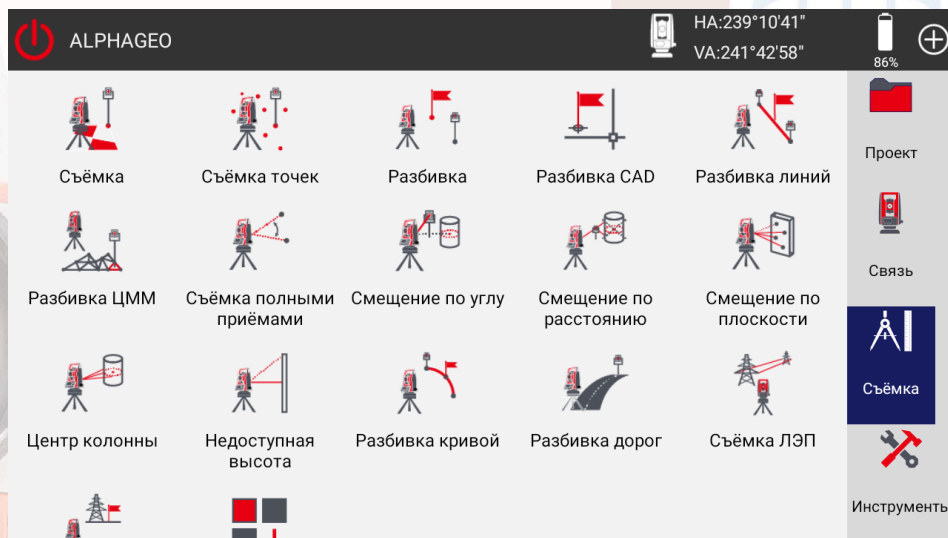 ALPHAGEO
HA:239°10'41"
VA:241°42'58"
86%
Съёмка
Съёмка точек
Разбивка
Разбивка CAD
Разбивка линий
Разбивка ЦММ
Съёмка полными
приёмами
Смещение по углу
Смещение по
расстоянию
Смещение по
плоскости
Центр колонны
Недоступная
высота
Разбивка кривой
Разбивка дорог
Съёмка ЛЭП
Проект
Связь
Съёмка
Инструменты